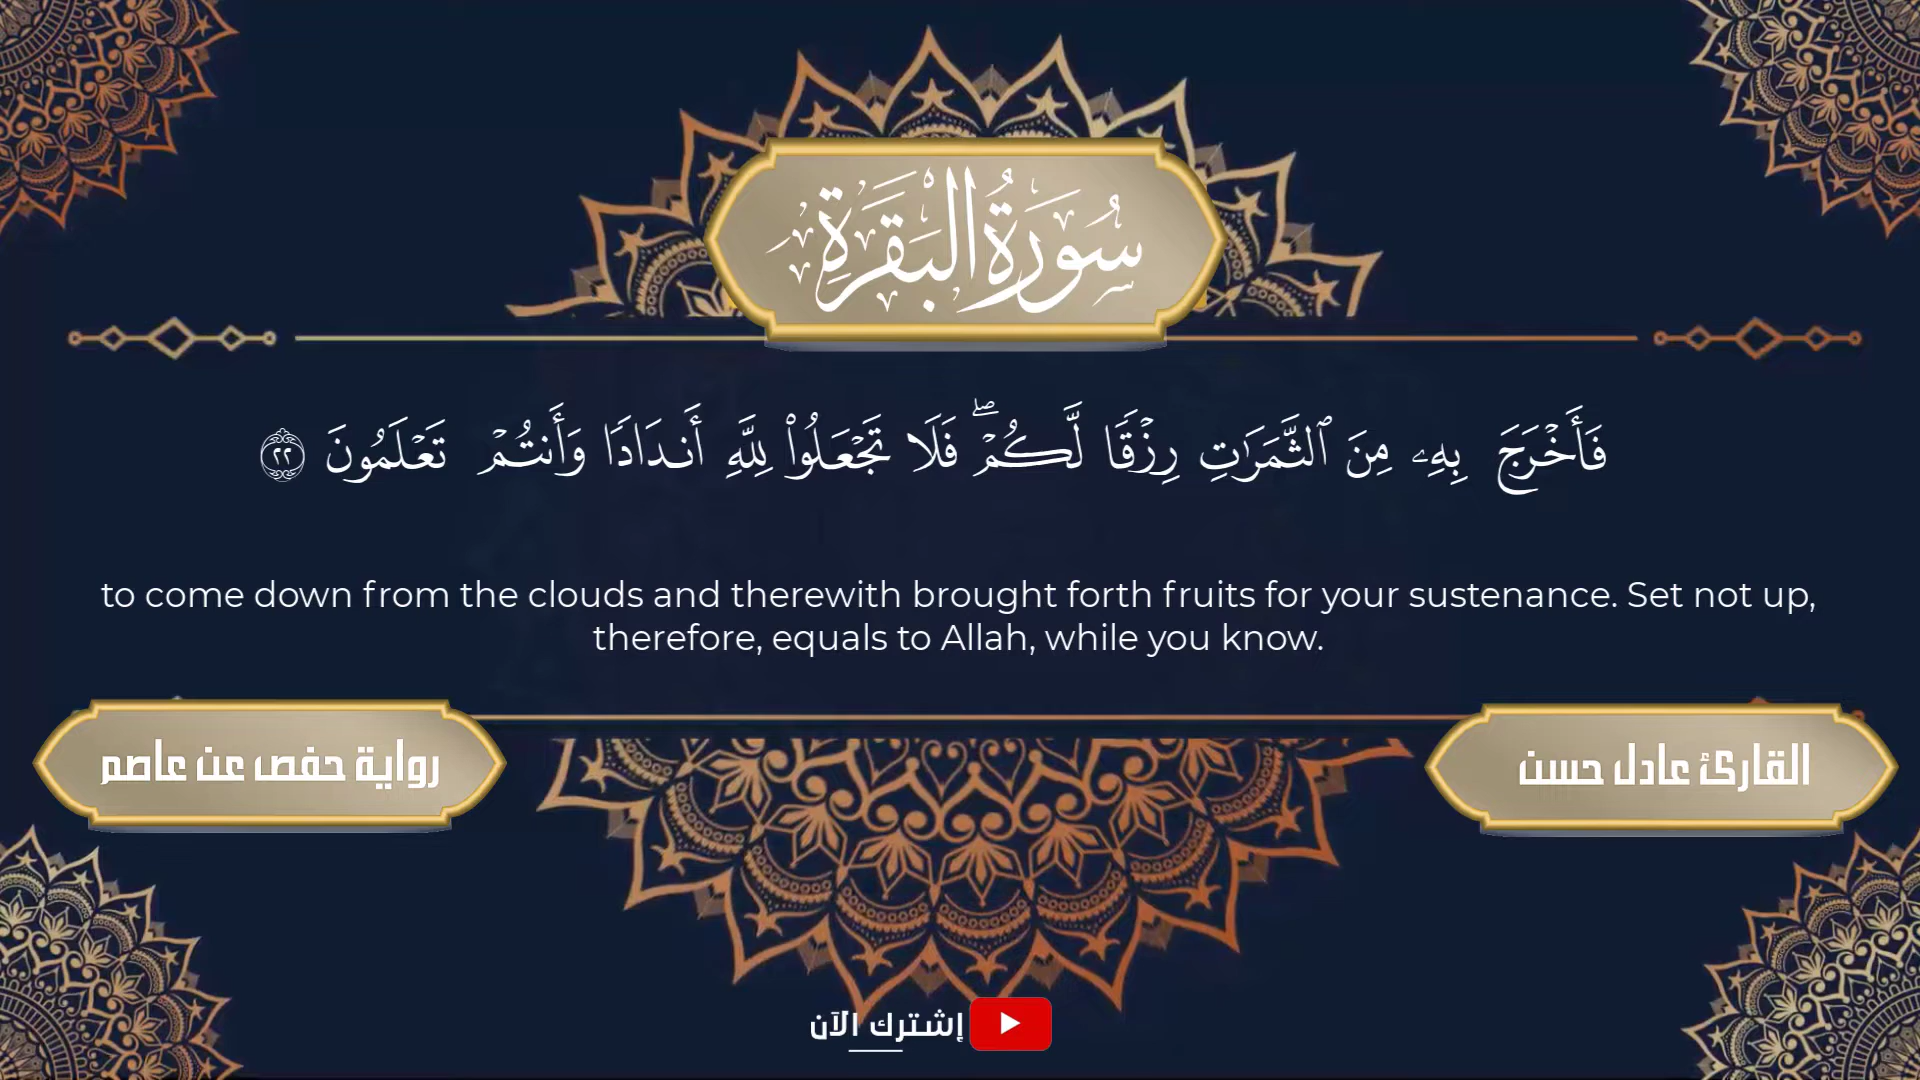 سُورَةُ البَقَرَةِ
فَأَخْرَجَ بِهِۦ مِنَ ٱلثَّمَرَٰتِ رِزْقًا لَّكُمْ ۖ فَلَا تَجْعَلُوا۟ لِلَّهِ أَندَادًا وَأَنتُمْ تَعْلَمُونَ ٢٢
to come down from the clouds and therewith brought forth fruits for your sustenance. Set not up,
therefore, equals to Allah, while you know.
القارئ عادل حسن
رواية حفص عن عاصم
إشترك الآن